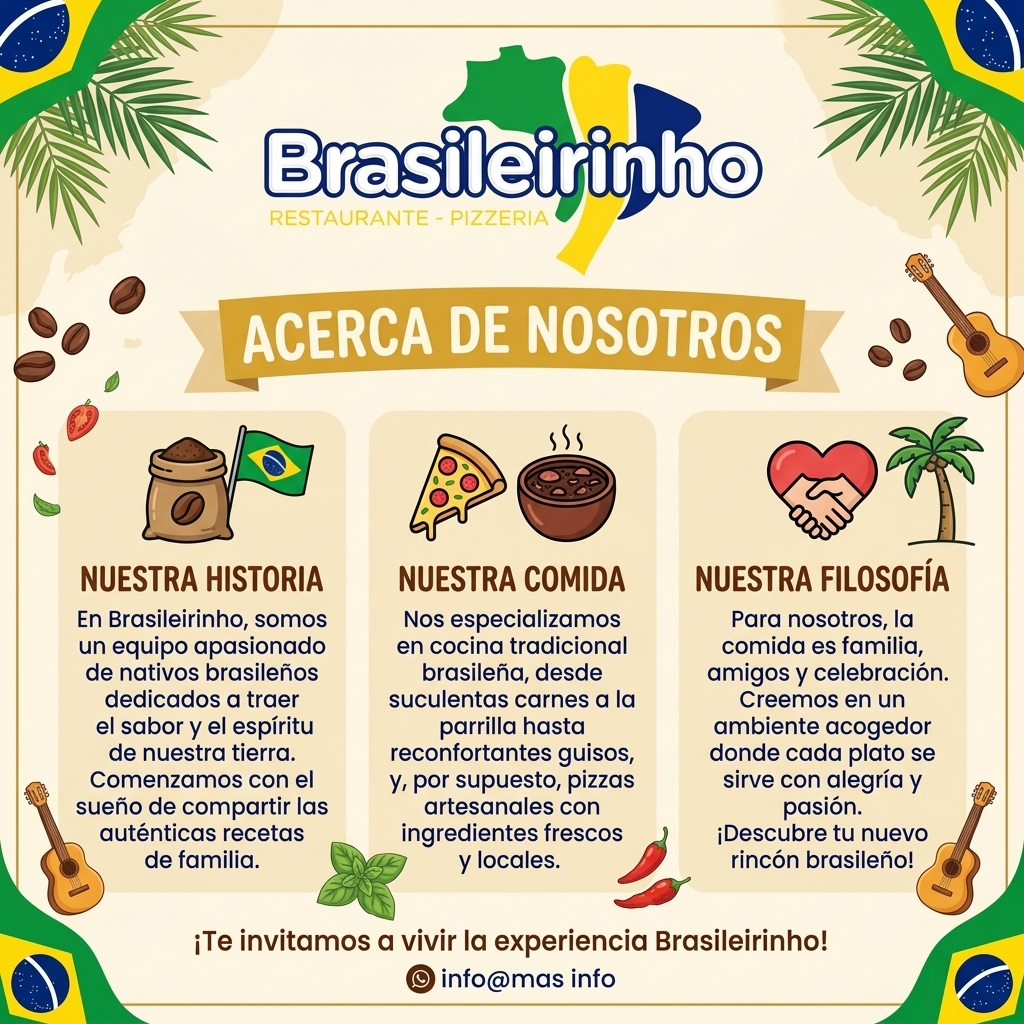 Brasileirinho
RESTAURANTE - PIZZERIA
ACERCA DE NOSOTROS
NUESTRA HISTORIA
En Brasileirinho, somos
un equipo apasionado
de nativos brasileños
dedicados a traer
el sabor y el espíritu
de nuestra tierra.
Comenzamos con el
sueño de compartir las
auténticas recetas
de familia.
NUESTRA COMIDA
Nos especializamos
en cocina tradicional
brasileña, desde
suculentas carnes a la
parrilla hasta
reconfortantes guisos,
y, por supuesto, pizzas
artesanales con
ingredientes frescos
y locales.
NUESTRA FILOSOFÍA
Para nosotros, la
comida es familia,
amigos y celebración.
Creemos en un
ambiente acogedor
donde cada plato se
sirve con alegría y
pasión.
¡Descubre tu nuevo
rincón brasileño!
¡Te invitamos a vivir la experiencia Brasileirinho!
info@mas info